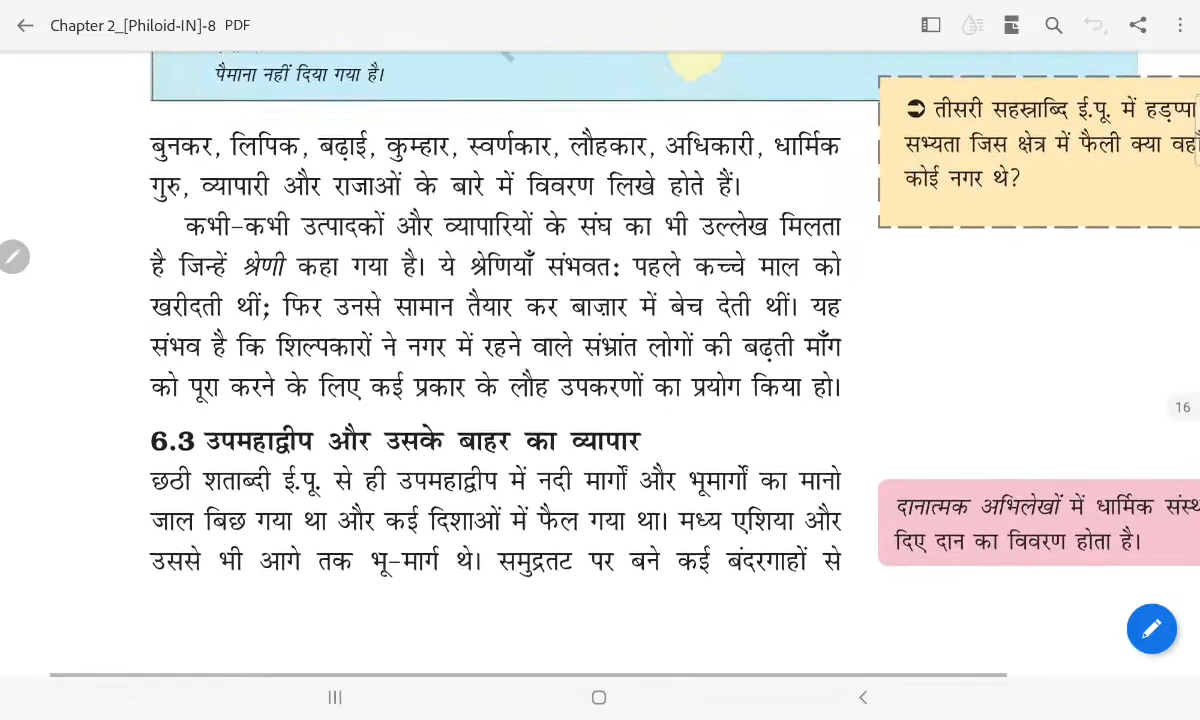 Chapter 2_[Philoid-IN]-8 PDF
पैमाना नहीं दिया गया है।
बुनकर, लिपिक, बढ़ाई, कुम्हार, स्वर्णकार, लौहकार, अधिकारी, धार्मिक
गुरु, व्यापारी और राजाओं के बारे में विवरण लिखे होते हैं।
कभी-कभी उत्पादकों और व्यापारियों के संघ का भी उल्लेख मिलता
है जिन्हें श्रेणी कहा गया है। ये श्रेणियाँ संभवत: पहले कच्चे माल को
खरीदती थीं; फिर उनसे सामान तैयार कर बाज़ार में बेच देती थीं। यह
संभव है कि शिल्पकारों ने नगर में रहने वाले संभ्रांत लोगों की बढ़ती माँग
को पूरा करने के लिए कई प्रकार के लौह उपकरणों का प्रयोग किया हो।
6.3 उपमहाद्वीप और उसके बाहर का व्यापार
छठी शताब्दी ई.पू. से ही उपमहाद्वीप में नदी मार्गों और भूमार्गों का मानो
जाल बिछ गया था और कई दिशाओं में फैल गया था। मध्य एशिया और
उससे भी आगे तक भू-मार्ग थे। समुद्रतट पर बने कई बंदरगाहों से
➲ तीसरी सहस्राब्दि ई.पू. में हड़प्पा
सभ्यता जिस क्षेत्र में फैली क्या
कोई नगर थे?
16
दानात्मक अभिलेखों में धार्मिक
दिए दान का विवरण होता है।